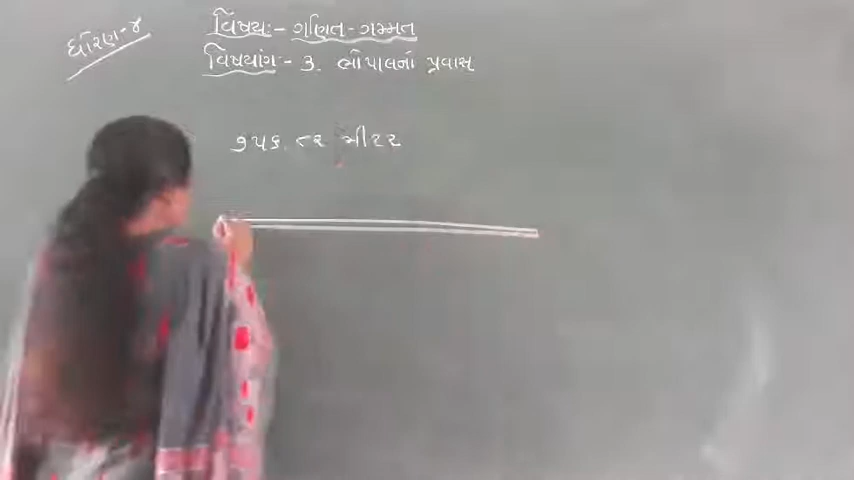 ધોરણ-૪
વિષય:- ગણિત-ગમ્મત
વિષયાંગ:- 3. ભોપાલનો પ્રવાસ
૭૫૬.૮૨ મીટર